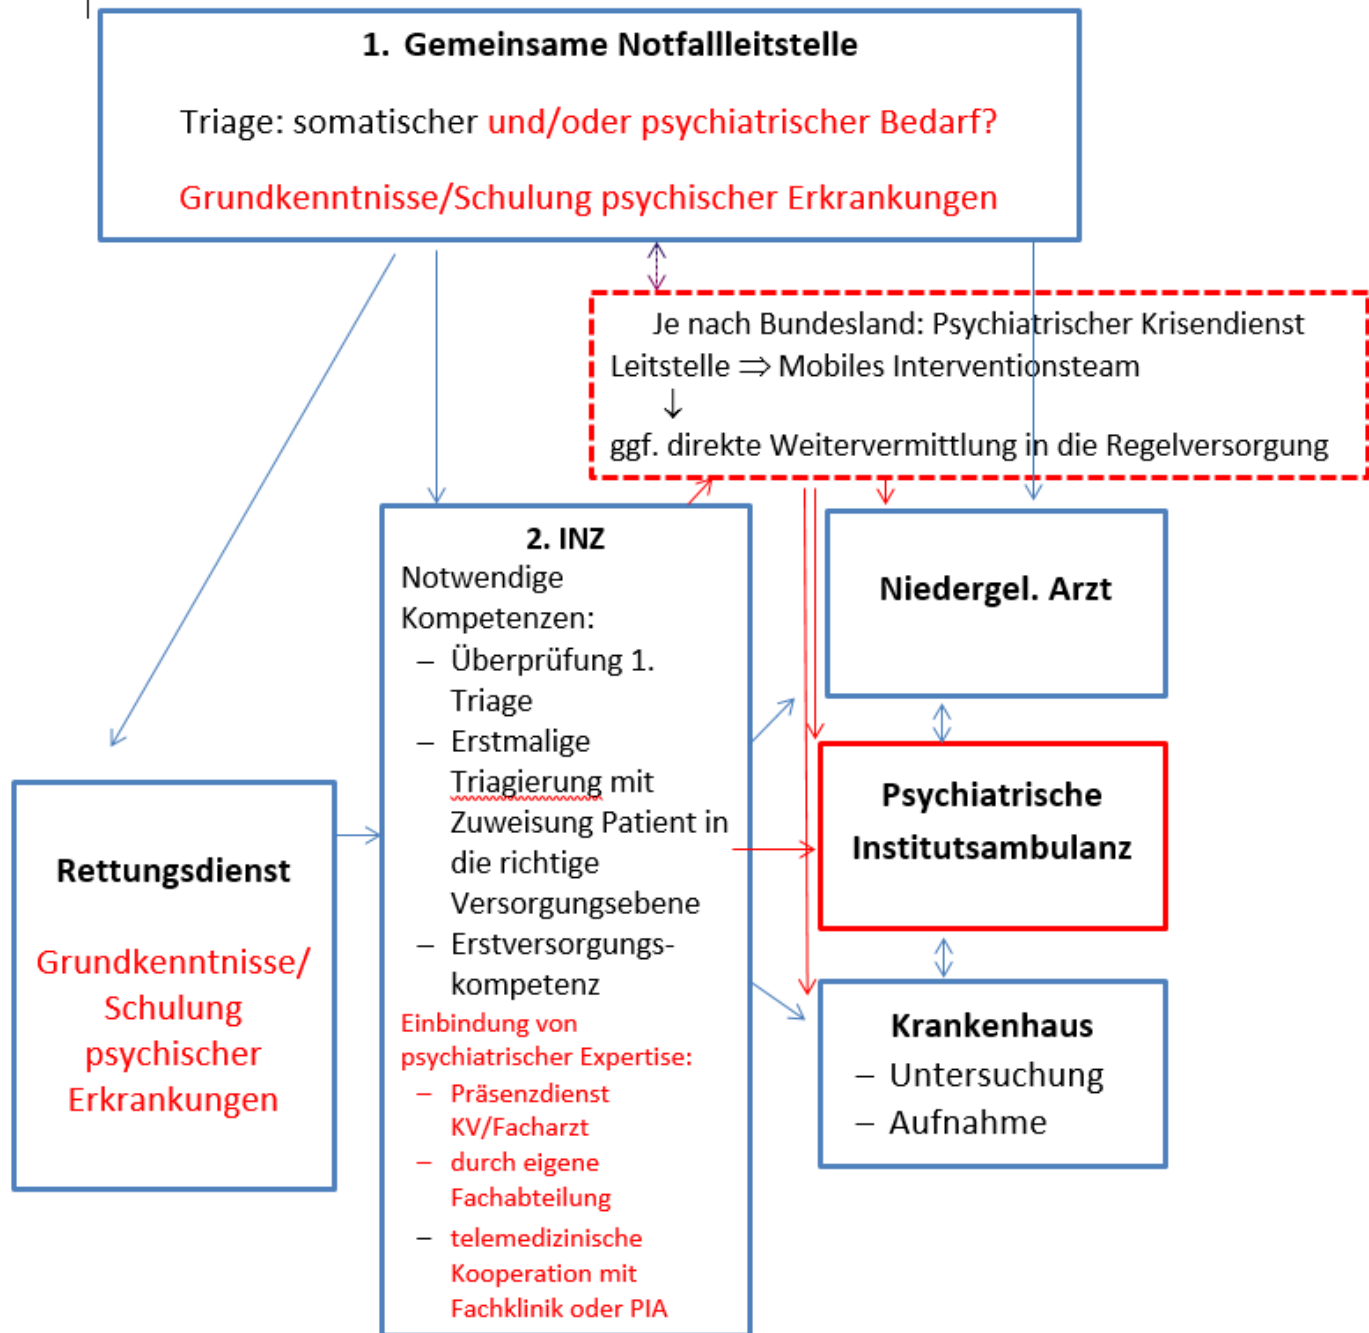 1. Gemeinsame Notfallleitstelle
Triage: somatischer und/oder psychiatrischer Bedarf?
Grundkenntnisse/Schulung psychischer Erkrankungen
Je nach Bundesland: Psychiatrischer Krisendienst
Leitstelle ⇒ Mobiles Interventionsteam
↓
ggf. direkte Weitervermittlung in die Regelversorgung
Rettungsdienst
Grundkenntnisse/
Schulung
psychischer
Erkrankungen
2. INZ
Notwendige
Kompetenzen:
– Überprüfung 1.
Triage
– Erstmalige
Triagierung mit
Zuweisung Patient in
die richtige
Versorgungsebene
– Erstversorgungs-
kompetenz
Einbindung von
psychiatrischer Expertise:
– Präsenzdienst
KV/Facharzt
– durch eigene
Fachabteilung
– telemedizinische
Kooperation mit
Fachklinik oder PIA
Niedergel. Arzt
Psychiatrische
Institutsambulanz
Krankenhaus
– Untersuchung
– Aufnahme